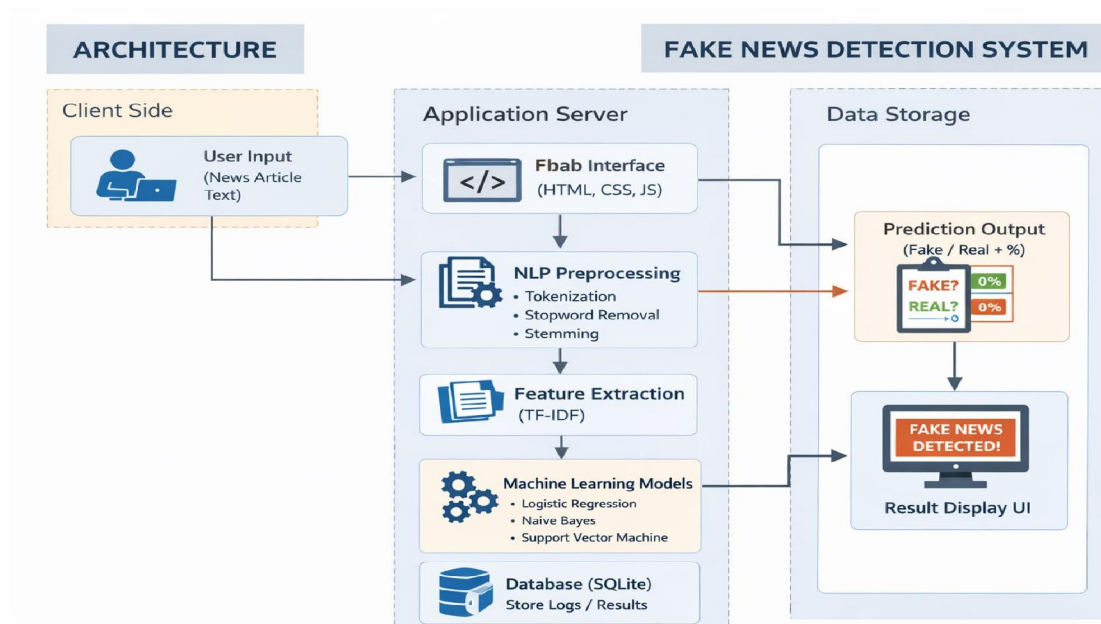 ARCHITECTURE
FAKE NEWS DETECTION SYSTEM
Client Side
User Input
(News Article
Text)
Application Server
</>
Fbab Interface
(HTML, CSS, JS)
NLP Preprocessing
• Tokenization
• Stopword Removal
• Stemming
Feature Extraction
(TF-IDF)
Machine Learning Models
• Logistic Regression
• Naive Bayes
• Support Vector Machine
Database (SQLite)
Store Logs / Results
Data Storage
Prediction Output
(Fake / Real + %)
FAKE? 0%
REAL? 0%
FAKE NEWS
DETECTED!
Result Display UI